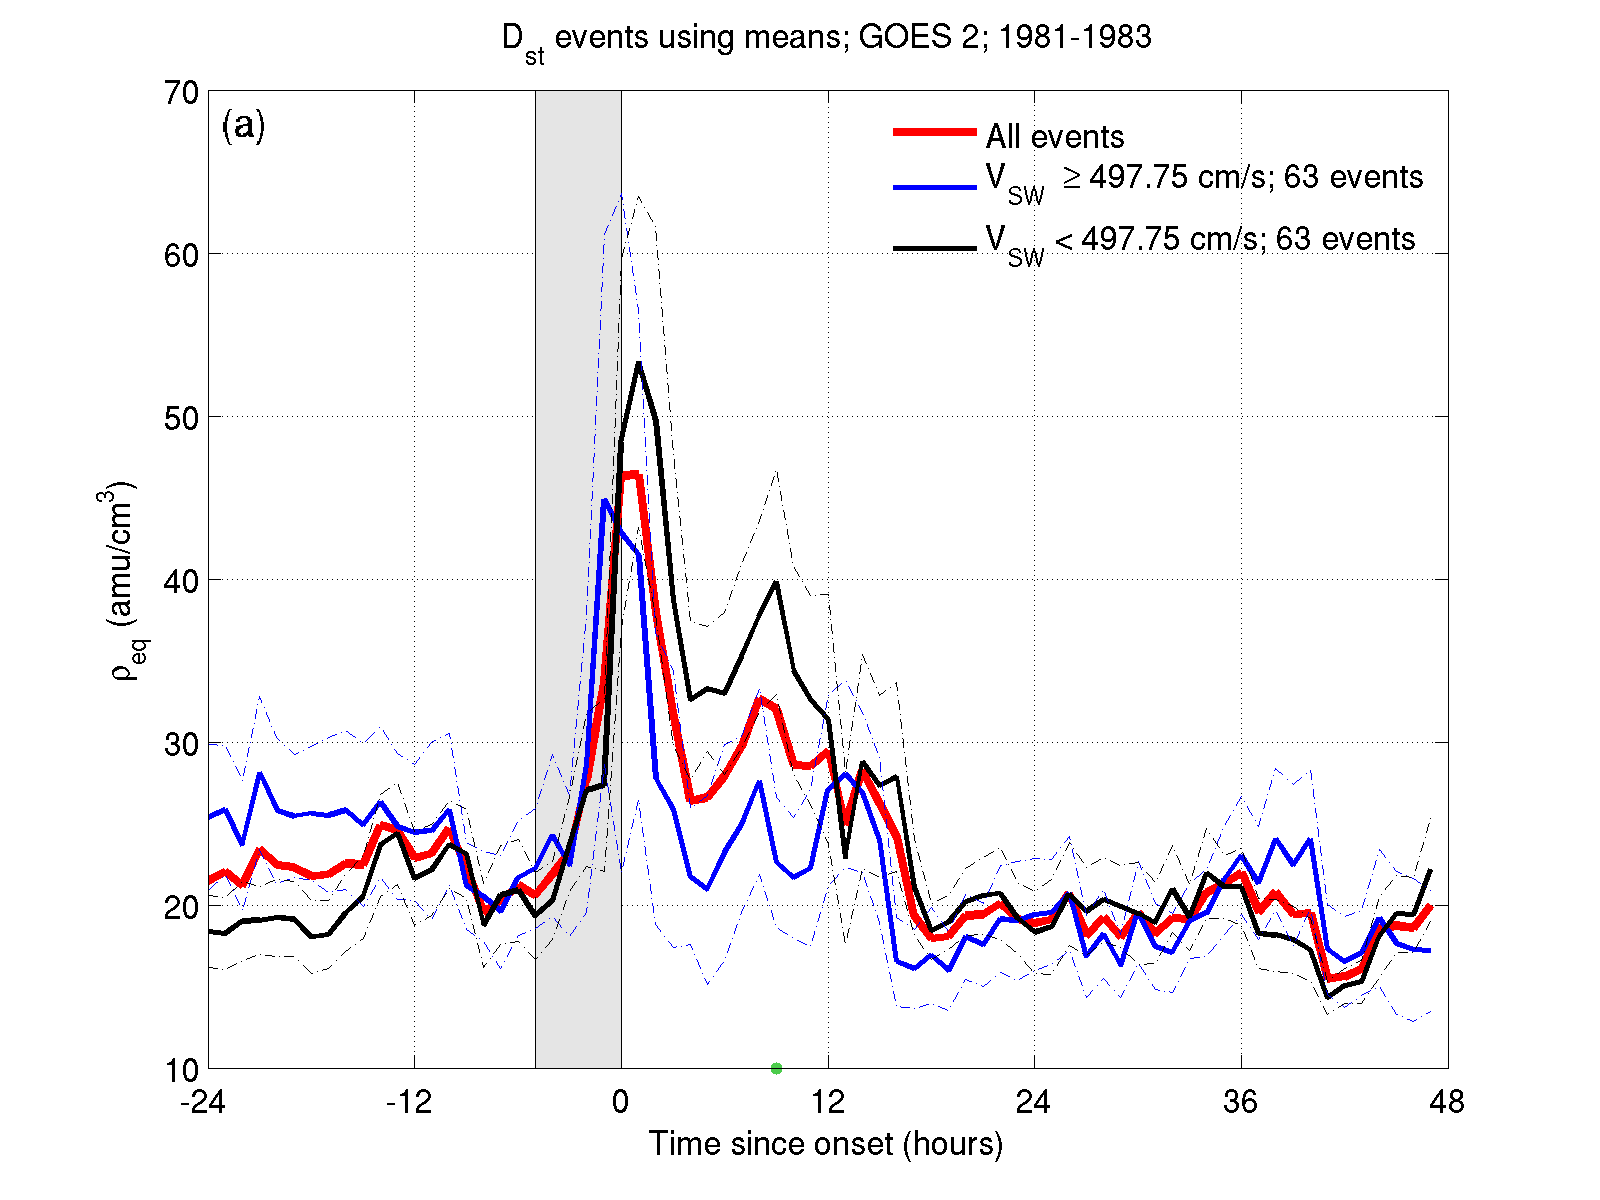 Dst events using means; GOES 2; 1981-1983
(a)
All events
VSW ≥ 497.75 cm/s; 63 events
VSW < 497.75 cm/s; 63 events
70
60
50
40
30
20
10
ρeq (amu/cm3)
-24 -12 0 12 24 36 48
Time since onset (hours)